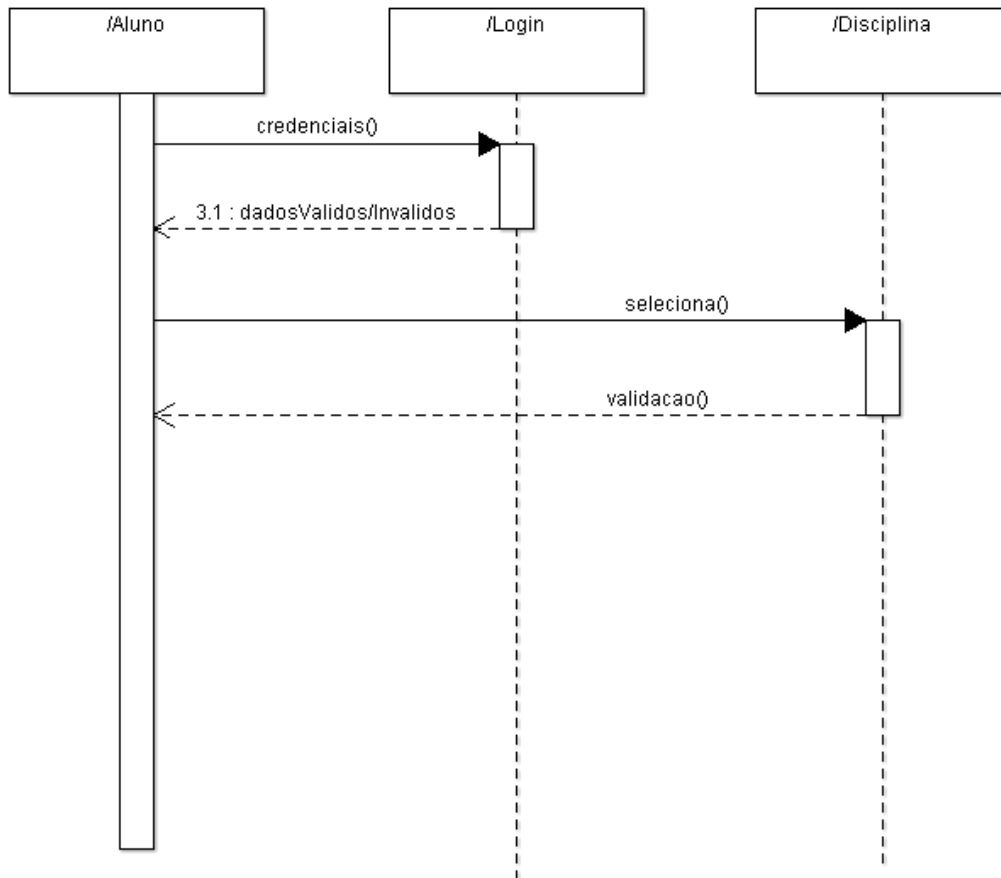 /Aluno
/Login
/Disciplina
credenciais()
3.1 : dadosValidos/Invalidos
seleciona()
validacao()